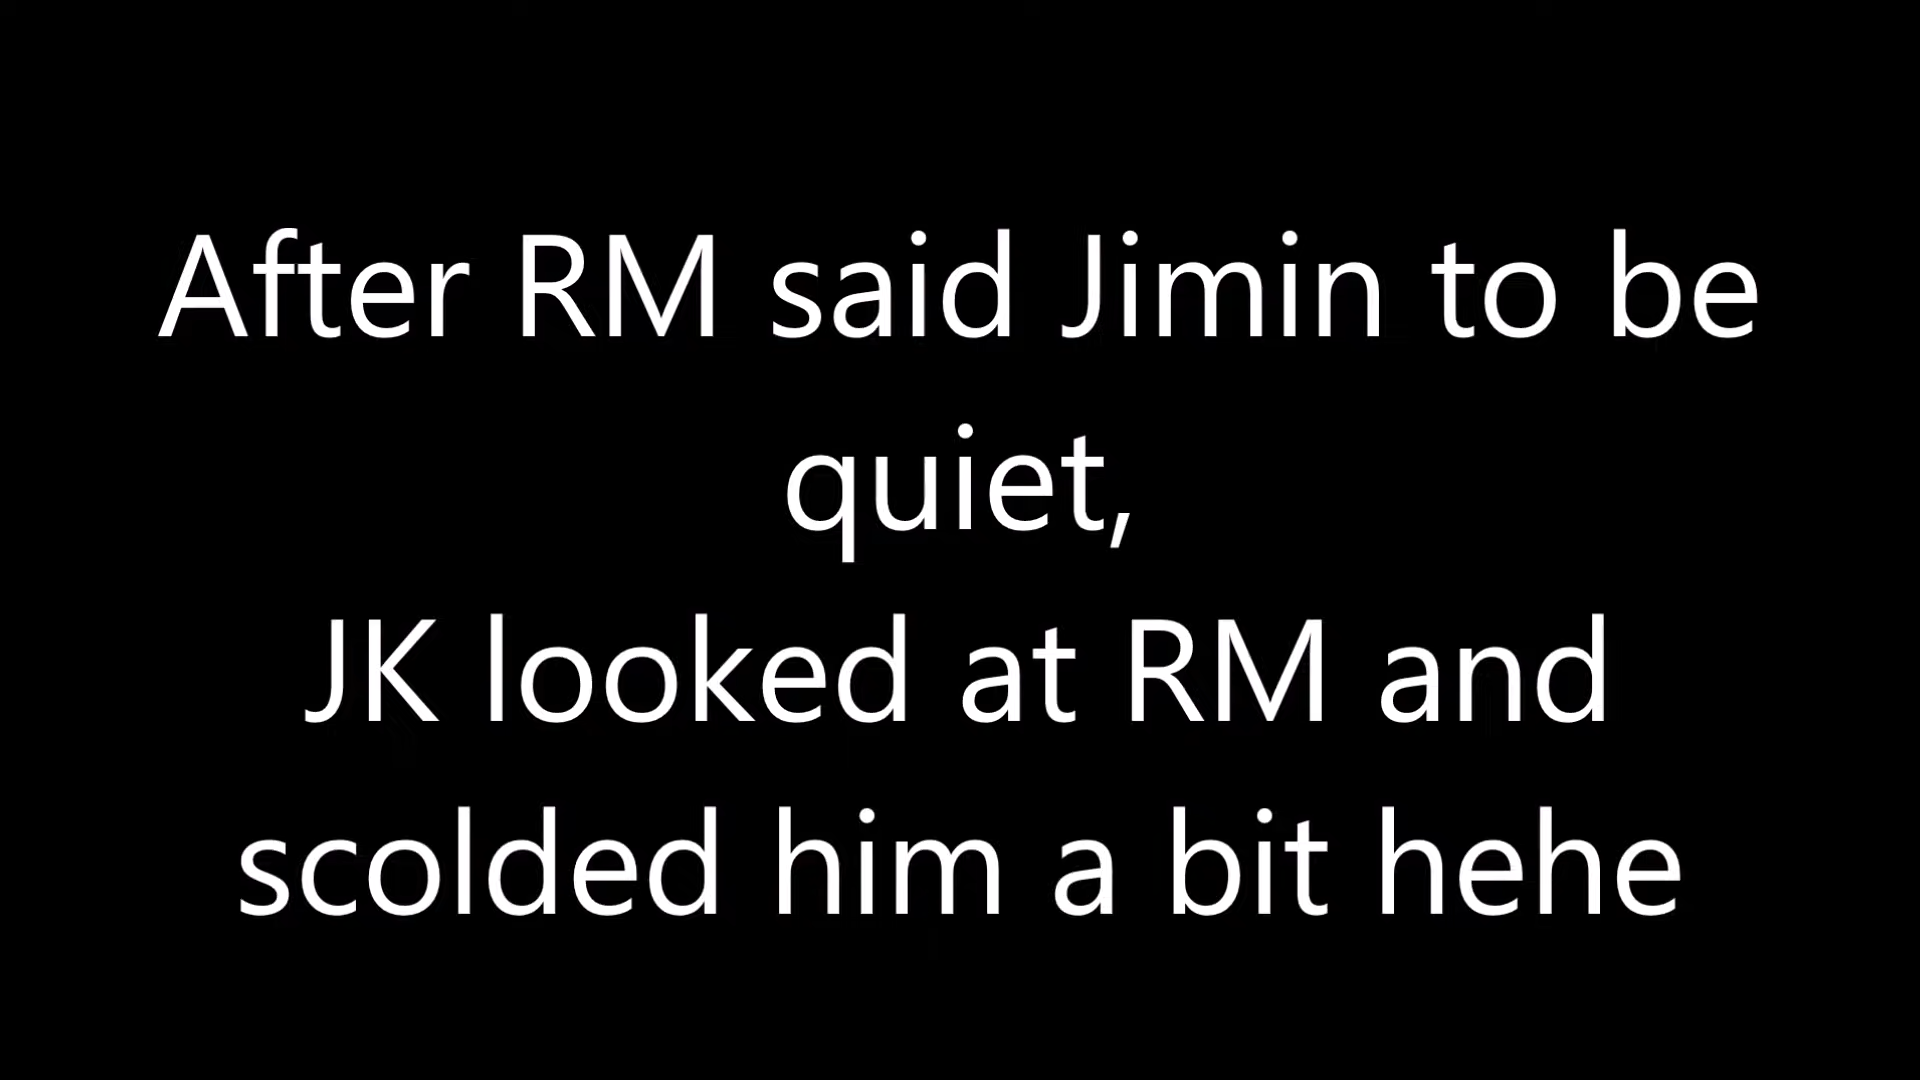 After RM said Jimin to be
quiet,
JK looked at RM and
scolded him a bit hehe